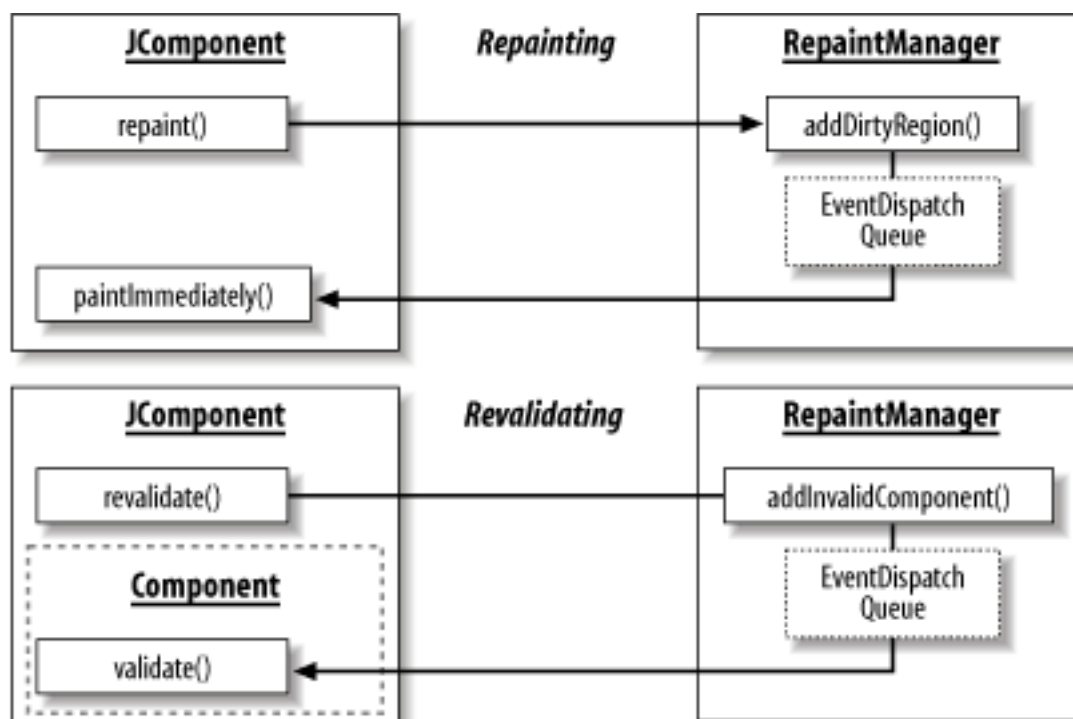 JComponent
Repainting
RepaintManager
repaint()
addDirtyRegion()
EventDispatch
Queue
paintImmediately()
JComponent
Revalidating
RepaintManager
revalidate()
addInvalidComponent()
Component
EventDispatch
Queue
validate()